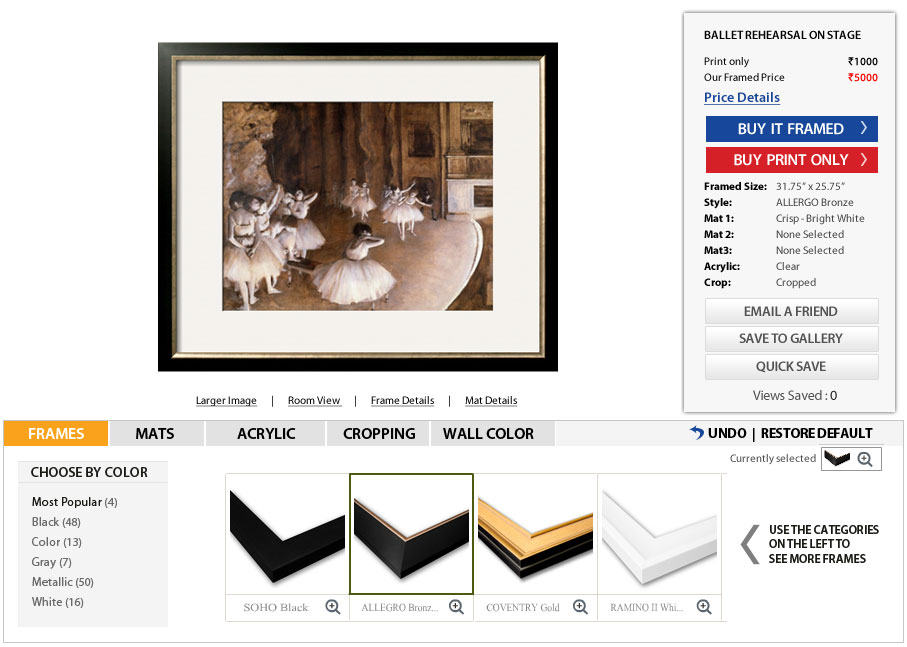 BALLET REHEARSAL ON STAGE
Print only ₹1000
Our Framed Price ₹5000
Price Details
BUY IT FRAMED
BUY PRINT ONLY
Framed Size: 31.75” x 25.75”
Style: ALLERGO Bronze
Mat 1: Crisp - Bright White
Mat 2: None Selected
Mat3: None Selected
Acrylic: Clear
Crop: Cropped
EMAIL A FRIEND
SAVE TO GALLERY
QUICK SAVE
Views Saved : 0
Larger Image | Room View | Frame Details | Mat Details
FRAMES MATS ACRYLIC CROPPING WALL COLOR UNDO | RESTORE DEFAULT
Currently selected
CHOOSE BY COLOR
Most Popular (4)
Black (48)
Color (13)
Gray (7)
Metallic (50)
White (16)
SOHO Black ALLEGRO Bronz... COVENTRY Gold RAMINO II Whi...
USE THE CATEGORIES
ON THE LEFT TO
SEE MORE FRAMES